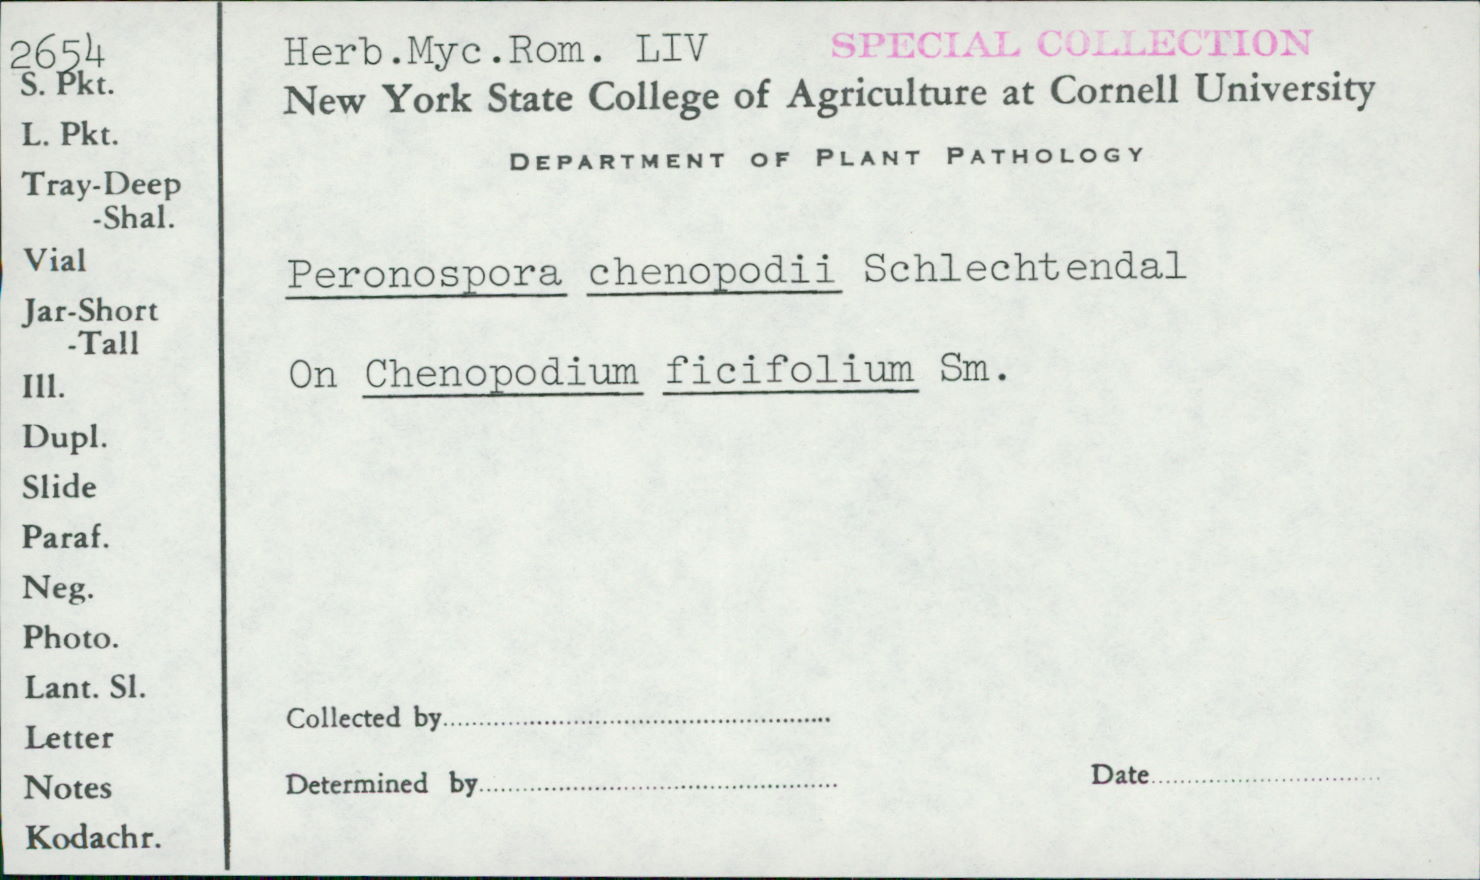 2654
S. Pkt.
L. Pkt.
Tray-Deep
-Shal.
Vial
Jar-Short
-Tall
Ill.
Dupl.
Slide
Paraf.
Neg.
Photo.
Lant. Sl.
Letter
Notes
Kodachr.
Herb.Myc.Rom. LIV SPECIAL COLLECTION
New York State College of Agriculture at Cornell University
DEPARTMENT OF PLANT PATHOLOGY
Peronospora chenopodii Schlechtendal
On Chenopodium ficifolium Sm.
Collected by
Determined by
Date